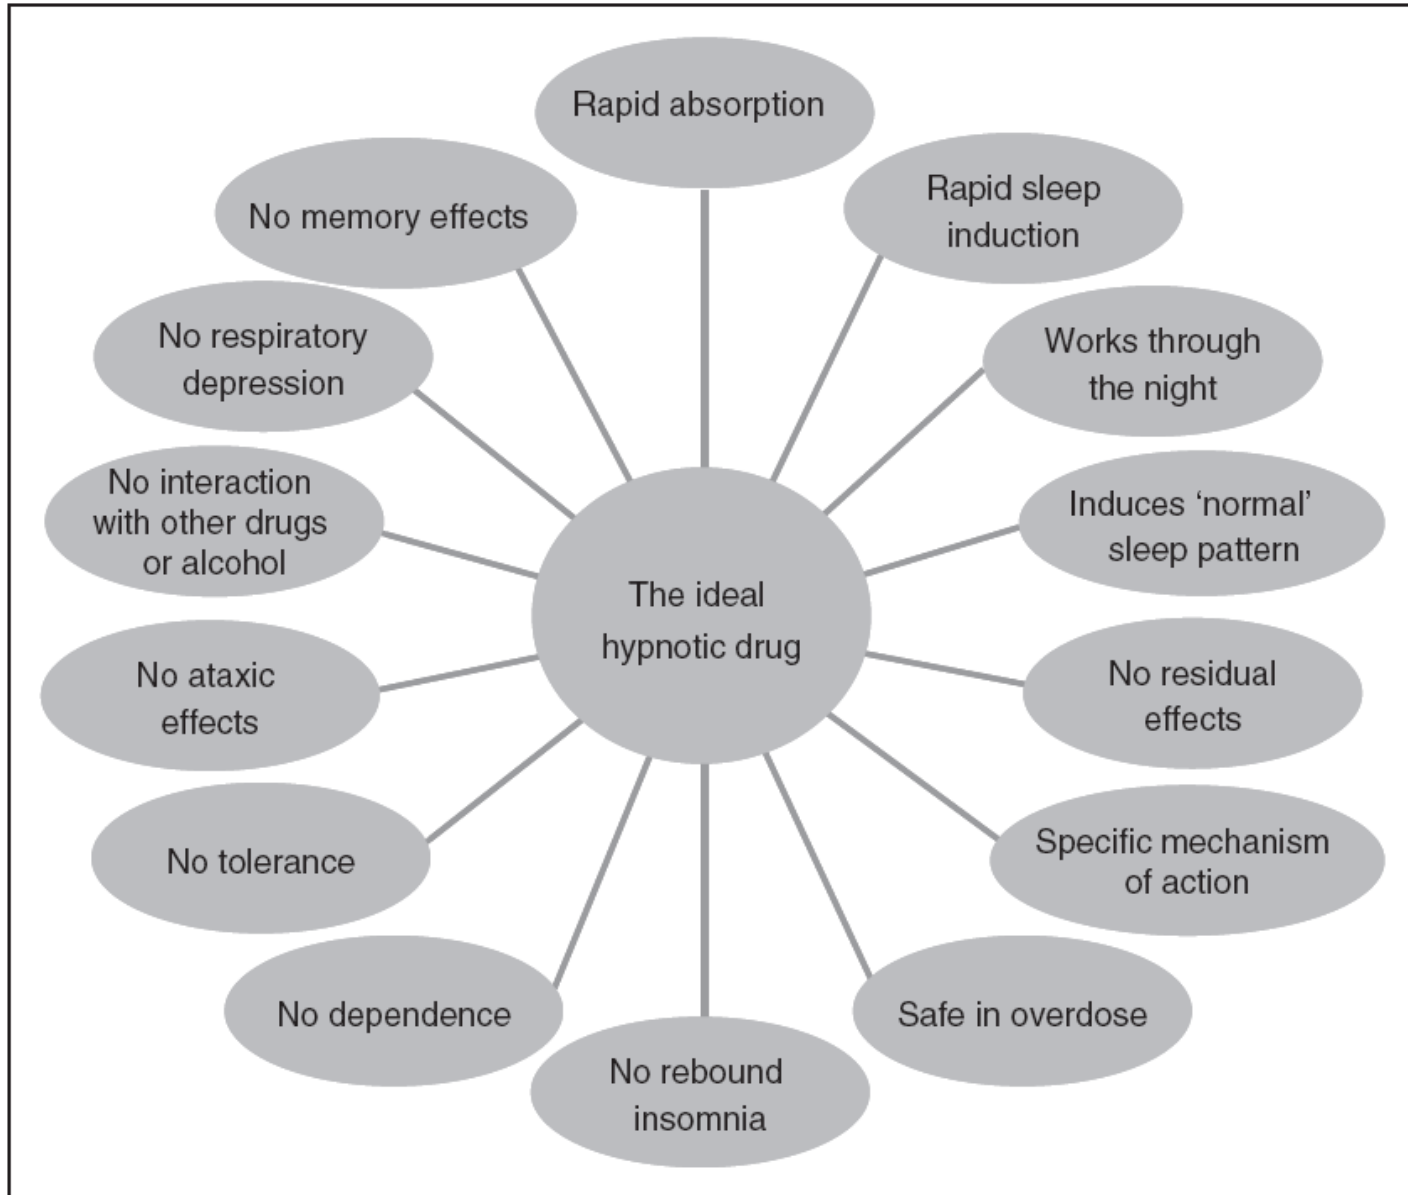 Rapid absorption
Rapid sleep
induction
Works through
the night
Induces ‘normal’
sleep pattern
No residual
effects
Specific mechanism
of action
Safe in overdose
No rebound
insomnia
No dependence
No tolerance
No ataxic
effects
No interaction
with other drugs
or alcohol
No respiratory
depression
No memory effects
The ideal
hypnotic drug